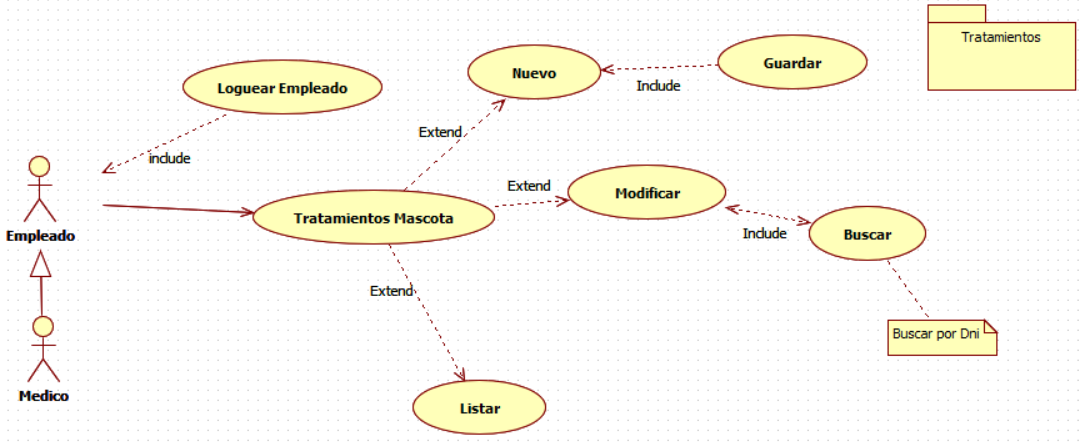 Tratamientos
Loguear Empleado
Nuevo
Guardar
Include
Extend
include
Extend
Modificar
Tratamientos Mascota
Empleado
Include
Buscar
Extend
Buscar por Dni
Medico
Listar